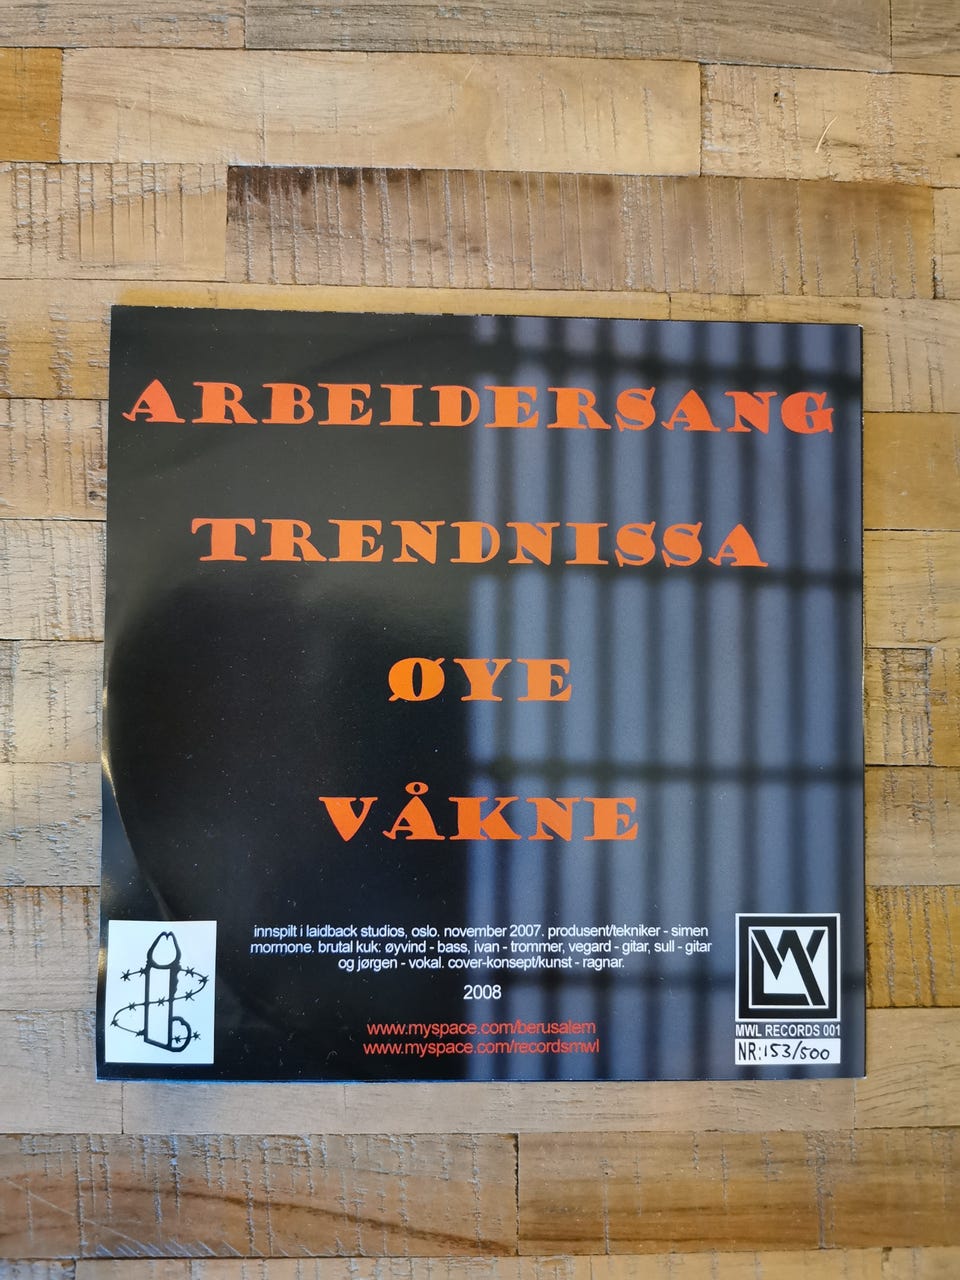 ARBEIDERSANG
TRENDNISSA
ØYE
VÅKNE
innspilt i laidback studios, oslo. november 2007. produsent/tekniker - simen
mormone. brutal kuk: øyvind - bass, ivan - trommer, vegard - gitar, sull - gitar
og jørgen - vokal. cover-konsept/kunst - ragnar.
2008
www.myspace.com/berusalem
www.myspace.com/recordsmwl
MWL RECORDS 001
NR:153/500